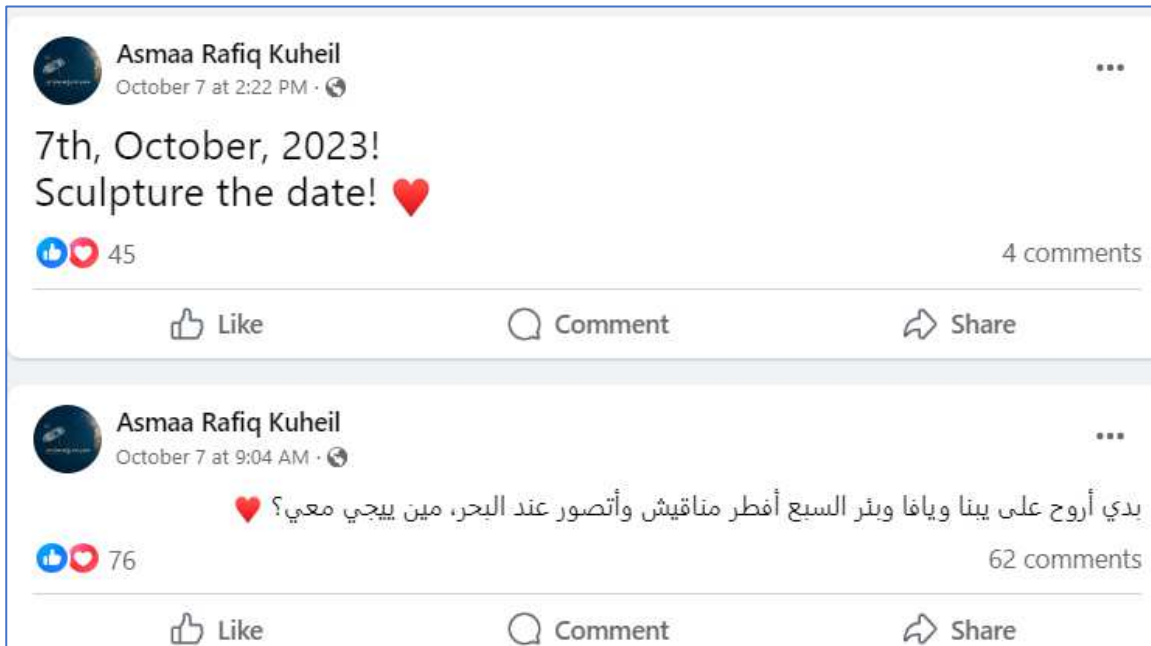 Asmaa Rafiq Kuheil
October 7 at 2:22 PM ·
7th, October, 2023!
Sculpture the date! ♥
45
4 comments
Like
Comment
Share
Asmaa Rafiq Kuheil
October 7 at 9:04 AM ·
بدي أروح على يبنا ويافا وبئر السبع أفطر مناقيش وأتصور عند البحر، مين ييجي معي؟ ♥
76
62 comments
Like
Comment
Share